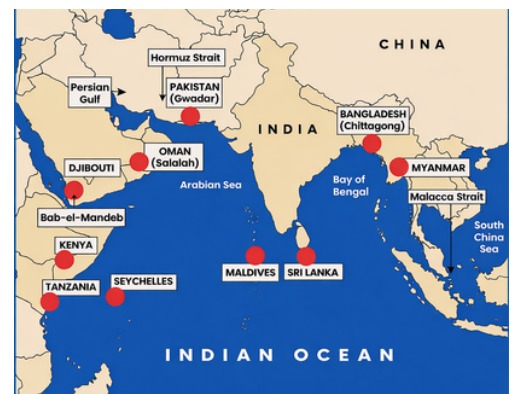 CHINA
Hormuz Strait
Persian
Gulf
PAKISTAN
(Gwadar)
BANGLADESH
(Chittagong)
INDIA
OMAN
(Salalah)
DJIBOUTI
MYANMAR
Arabian Sea
Bay of
Bengal
Malacca Strait
Bab-el-Mandeb
South
China
Sea
KENYA
MALDIVES
SRI LANKA
TANZANIA
SEYCHELLES
INDIAN OCEAN